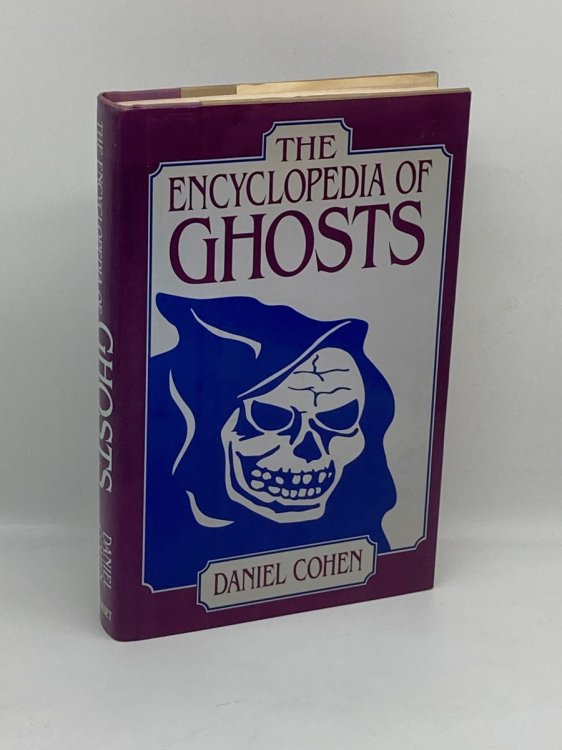 THE
ENCYCLOPEDIA OF
GHOSTS
DANIEL COHEN
THE ENCYCLOPEDIA OF
GHOSTS
DANIEL